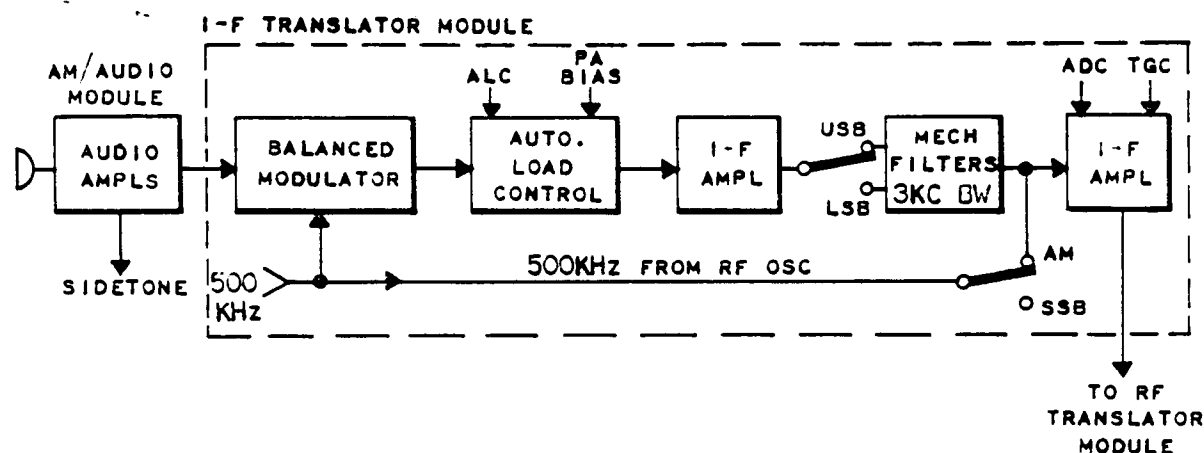 I-F TRANSLATOR MODULE
AM/AUDIO
MODULE
AUDIO
AMPLS
SIDETONE
BALANCED
MODULATOR
500
KHz
ALC
PA
BIAS
AUTO.
LOAD
CONTROL
I-F
AMPL
USB
LSB
MECH
FILTERS
3KC BW
ADC TGC
I-F
AMPL
500KHz FROM RF OSC
AM
SSB
TO RF
TRANSLATOR
MODULE